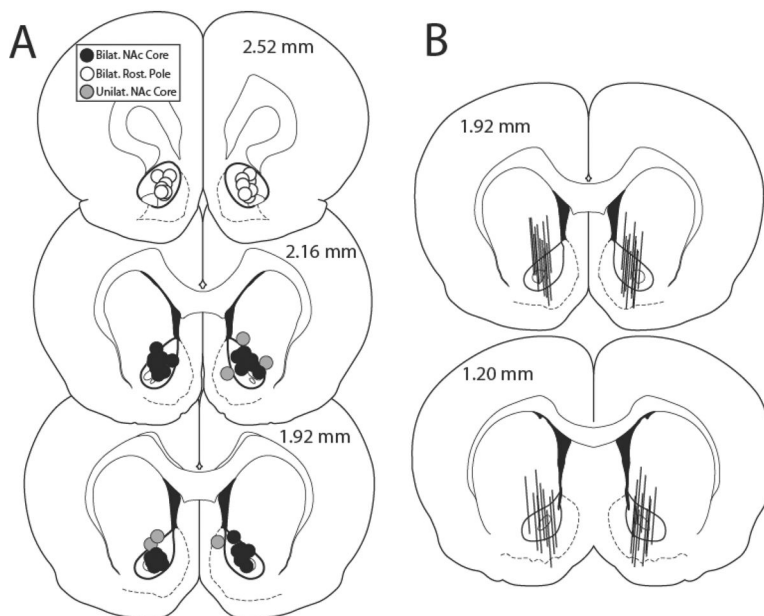 A
Bilat. NAc Core
Bilat. Rost. Pole
Unilat. NAc Core
2.52 mm
2.16 mm
1.92 mm
B
1.92 mm
1.20 mm